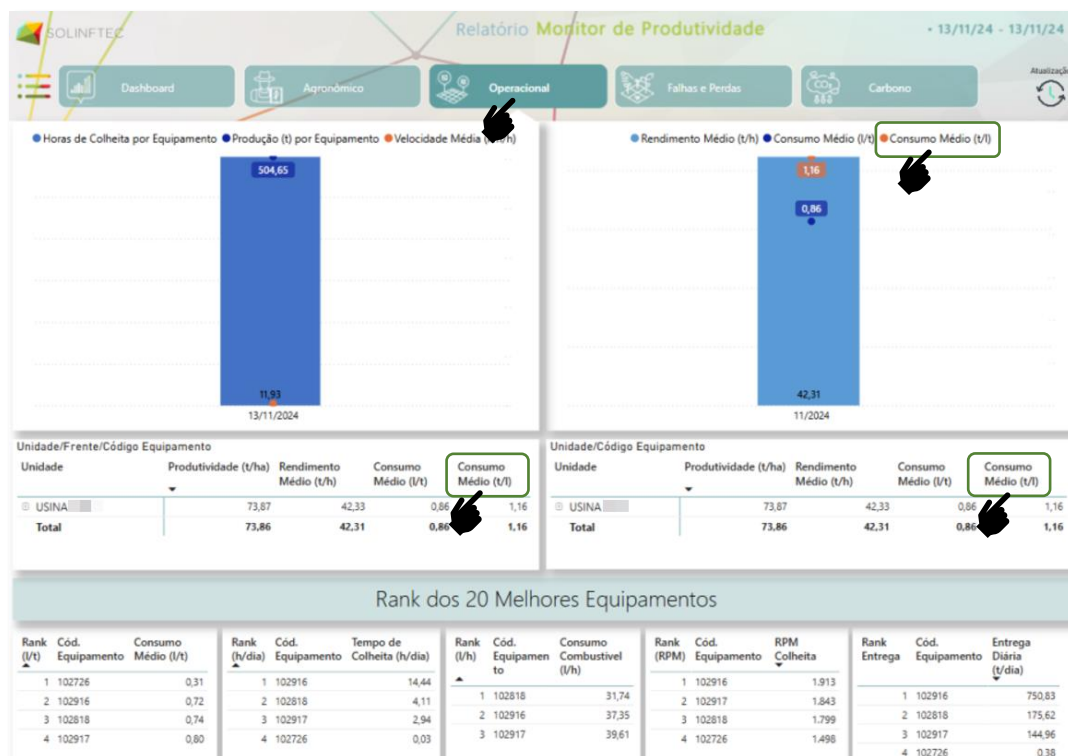 SOLINFTEC
Relatório Monitor de Produtividade
• 13/11/24 - 13/11/24
Dashboard
Agronômico
Operacional
Falhas e Perdas
Carbono
Atualização
Horas de Colheita por Equipamento Produção (t) por Equipamento Velocidade Média
Rendimento Médio (t/h) Consumo Médio (l/t) Consumo Médio (t/l)
504,65
11,93
13/11/2024
1,16
0,86
42,31
11/2024
Unidade/Frente/Código Equipamento
Unidade Produtividade (t/ha) Rendimento Médio (t/h) Consumo Médio (l/t) Consumo Médio (t/l)
USINA 73,87 42,33 0,86 1,16
Total 73,86 42,31 0,86 1,16
Unidade/Código Equipamento
Unidade Produtividade (t/ha) Rendimento Médio (t/h) Consumo Médio (l/t) Consumo Médio (t/l)
USINA 73,87 42,33 0,86 1,16
Total 73,86 42,31 0,86 1,16
Rank dos 20 Melhores Equipamentos
Rank (l/t) Cód. Equipamento Consumo Médio (l/t)
1 102726 0,31
2 102916 0,72
3 102818 0,74
4 102917 0,80
Rank (h/dia) Cód. Equipamento Tempo de Colheita (h/dia)
1 102916 14,44
2 102818 4,11
3 102917 2,94
4 102726 0,03
Rank (l/h) Cód. Equipamen to Consumo Combustivel (l/h)
1 102818 31,74
2 102916 37,35
3 102917 39,61
Rank (RPM) Cód. Equipamento RPM Colheita
1 102916 1.913
2 102917 1.843
3 102818 1.799
4 102726 1.498
Rank Entrega Cód. Equipamento Entrega Diária (t/dia)
1 102916 750,83
2 102818 175,62
3 102917 144,96
4 102726 0,38